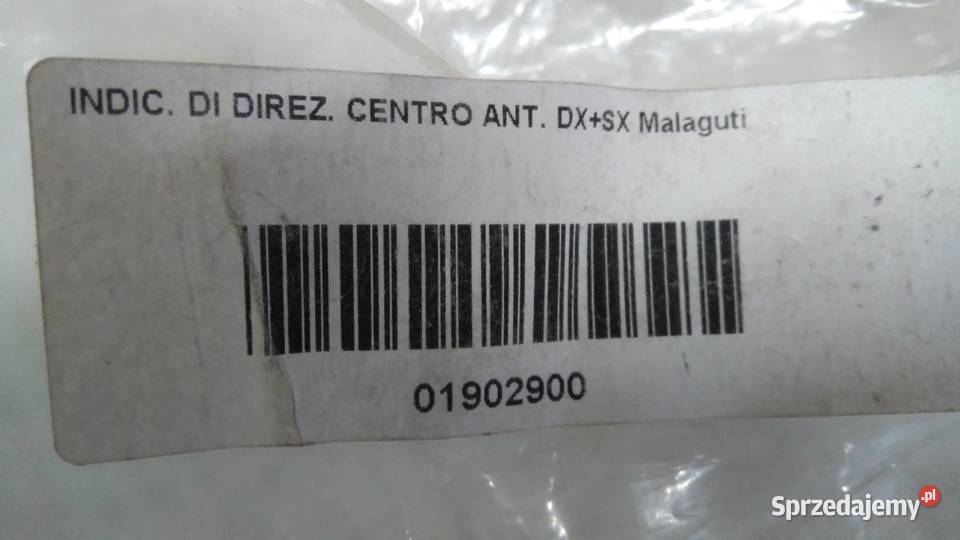 INDIC. DI DIREZ. CENTRO ANT. DX+SX Malaguti
01902900
Sprzedajemy.pl